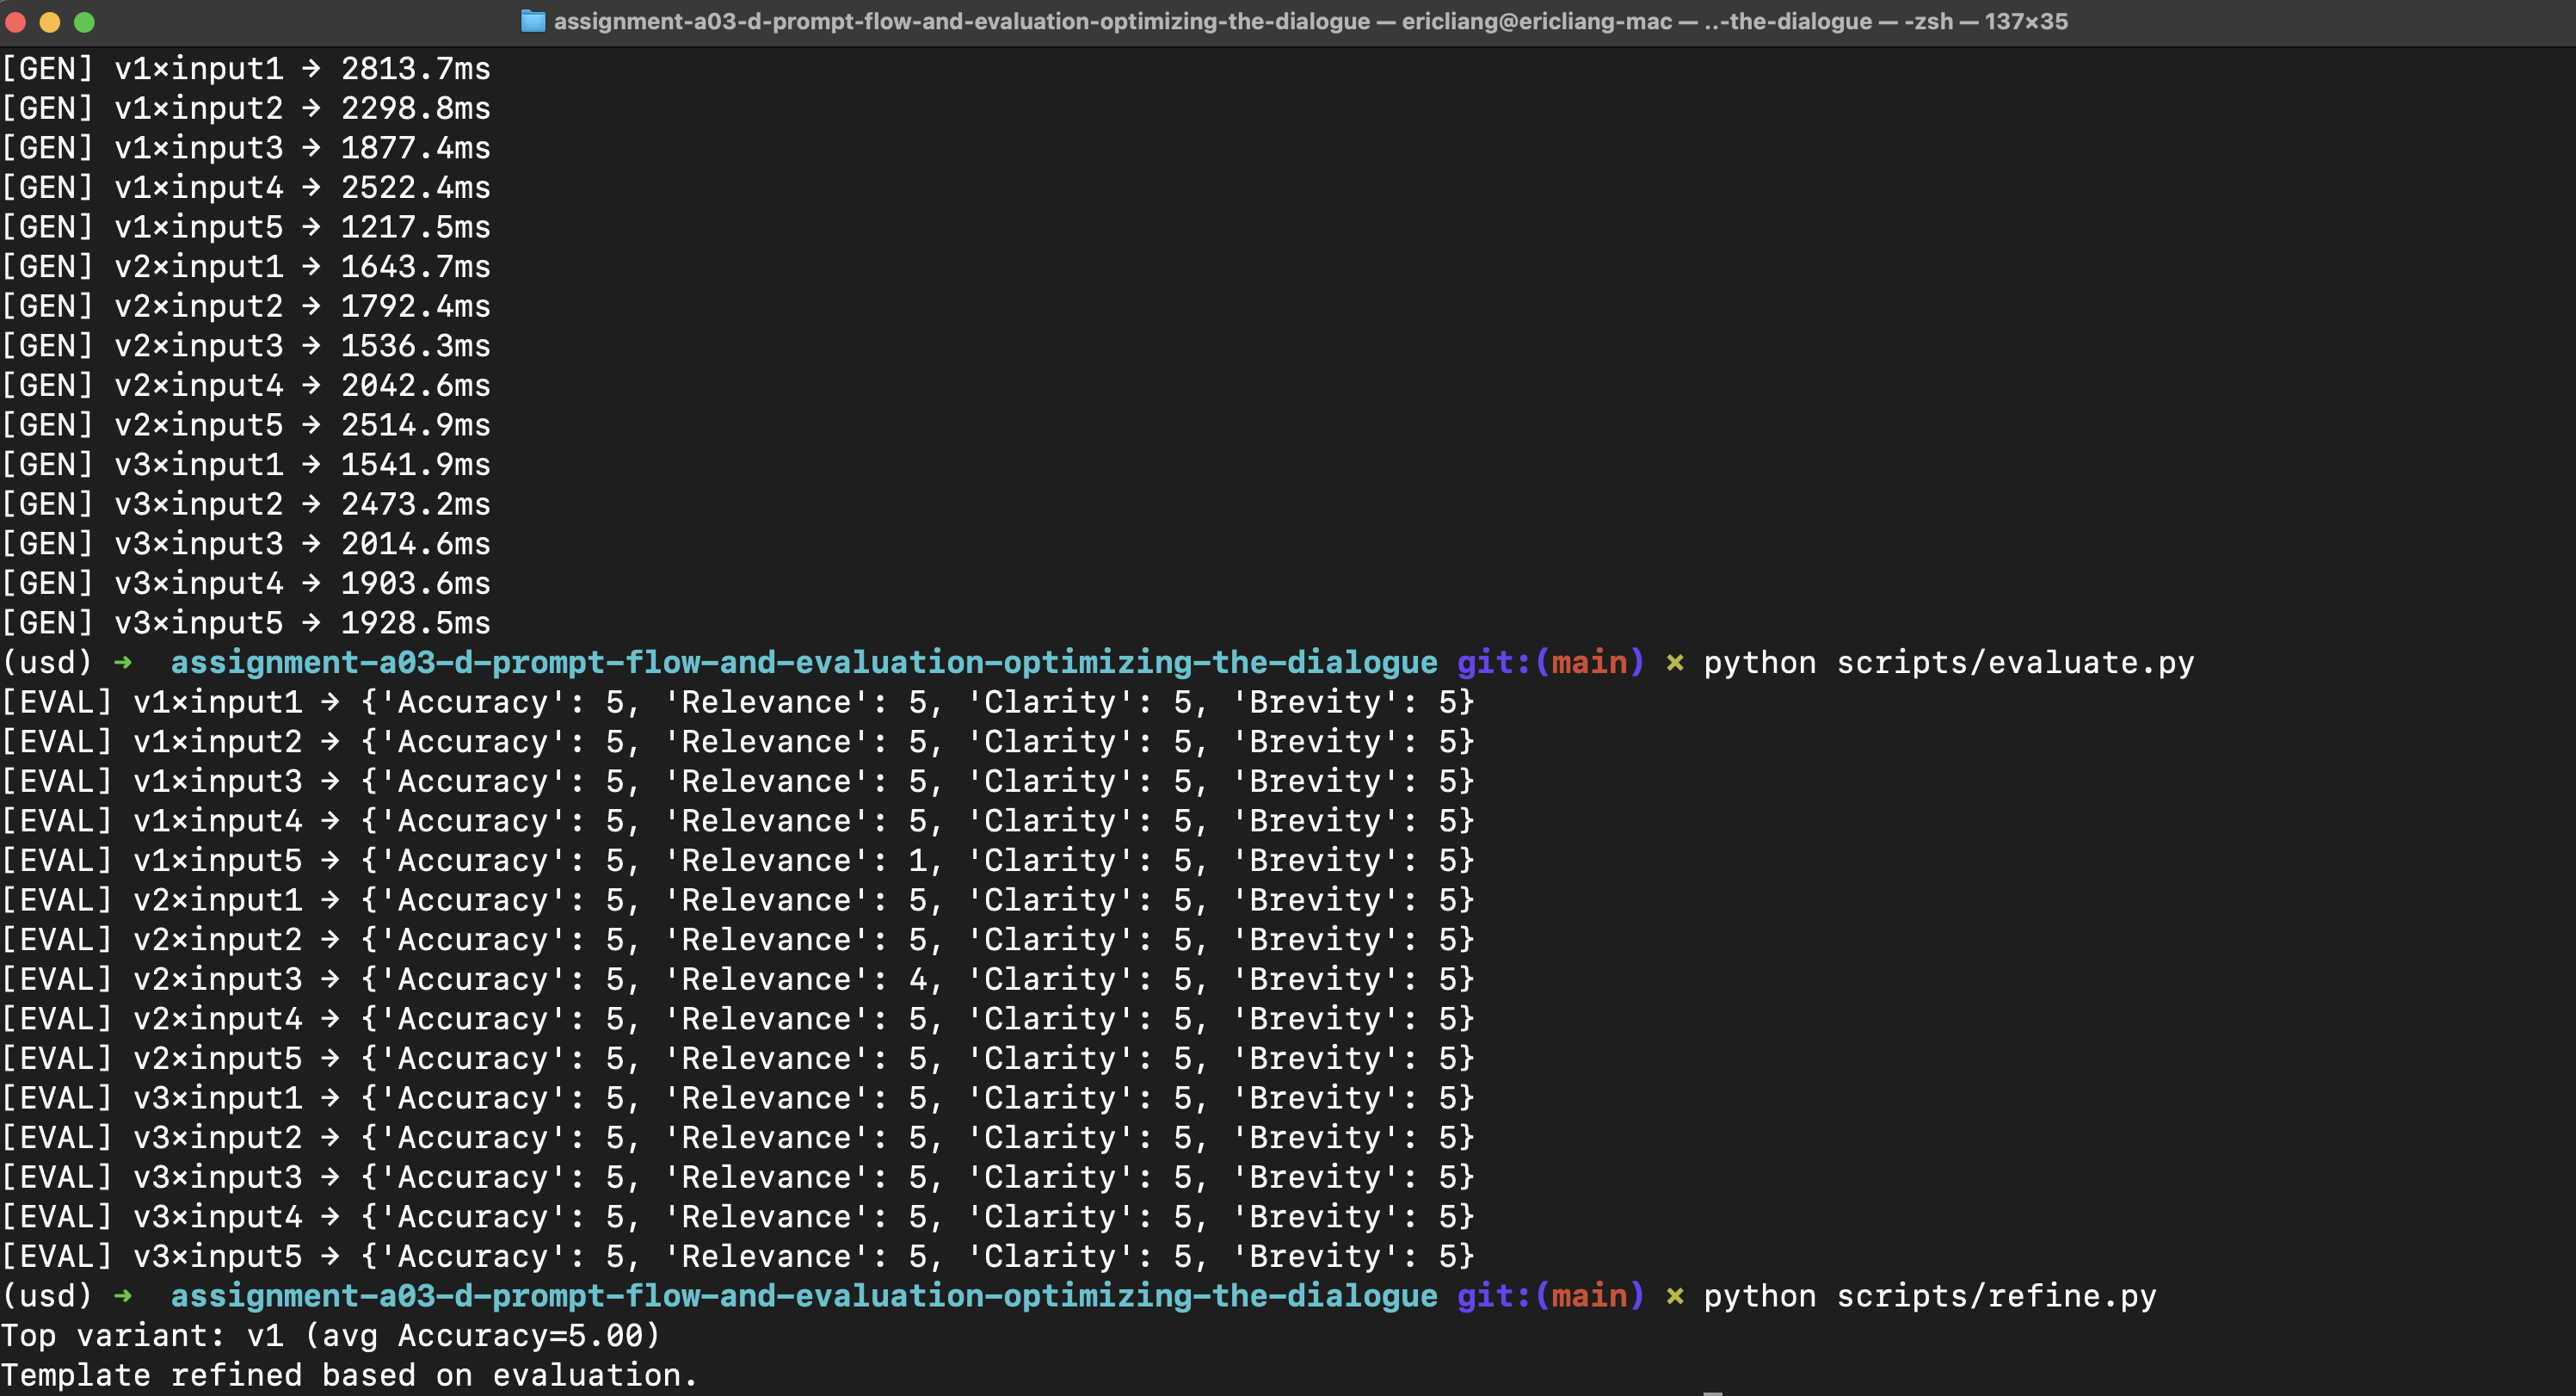 assignment-a03-d-prompt-flow-and-evaluation-optimizing-the-dialogue — ericliang@ericliang-mac — ..-the-dialogue — -zsh — 137×35
[GEN] v1×input1 → 2813.7ms
[GEN] v1×input2 → 2298.8ms
[GEN] v1×input3 → 1877.4ms
[GEN] v1×input4 → 2522.4ms
[GEN] v1×input5 → 1217.5ms
[GEN] v2×input1 → 1643.7ms
[GEN] v2×input2 → 1792.4ms
[GEN] v2×input3 → 1536.3ms
[GEN] v2×input4 → 2042.6ms
[GEN] v2×input5 → 2514.9ms
[GEN] v3×input1 → 1541.9ms
[GEN] v3×input2 → 2473.2ms
[GEN] v3×input3 → 2014.6ms
[GEN] v3×input4 → 1903.6ms
[GEN] v3×input5 → 1928.5ms
(usd) → assignment-a03-d-prompt-flow-and-evaluation-optimizing-the-dialogue git:(main) × python scripts/evaluate.py
[EVAL] v1×input1 → {'Accuracy': 5, 'Relevance': 5, 'Clarity': 5, 'Brevity': 5}
[EVAL] v1×input2 → {'Accuracy': 5, 'Relevance': 5, 'Clarity': 5, 'Brevity': 5}
[EVAL] v1×input3 → {'Accuracy': 5, 'Relevance': 5, 'Clarity': 5, 'Brevity': 5}
[EVAL] v1×input4 → {'Accuracy': 5, 'Relevance': 5, 'Clarity': 5, 'Brevity': 5}
[EVAL] v1×input5 → {'Accuracy': 5, 'Relevance': 1, 'Clarity': 5, 'Brevity': 5}
[EVAL] v2×input1 → {'Accuracy': 5, 'Relevance': 5, 'Clarity': 5, 'Brevity': 5}
[EVAL] v2×input2 → {'Accuracy': 5, 'Relevance': 5, 'Clarity': 5, 'Brevity': 5}
[EVAL] v2×input3 → {'Accuracy': 5, 'Relevance': 4, 'Clarity': 5, 'Brevity': 5}
[EVAL] v2×input4 → {'Accuracy': 5, 'Relevance': 5, 'Clarity': 5, 'Brevity': 5}
[EVAL] v2×input5 → {'Accuracy': 5, 'Relevance': 5, 'Clarity': 5, 'Brevity': 5}
[EVAL] v3×input1 → {'Accuracy': 5, 'Relevance': 5, 'Clarity': 5, 'Brevity': 5}
[EVAL] v3×input2 → {'Accuracy': 5, 'Relevance': 5, 'Clarity': 5, 'Brevity': 5}
[EVAL] v3×input3 → {'Accuracy': 5, 'Relevance': 5, 'Clarity': 5, 'Brevity': 5}
[EVAL] v3×input4 → {'Accuracy': 5, 'Relevance': 5, 'Clarity': 5, 'Brevity': 5}
[EVAL] v3×input5 → {'Accuracy': 5, 'Relevance': 5, 'Clarity': 5, 'Brevity': 5}
(usd) → assignment-a03-d-prompt-flow-and-evaluation-optimizing-the-dialogue git:(main) × python scripts/refine.py
Top variant: v1 (avg Accuracy=5.00)
Template refined based on evaluation.